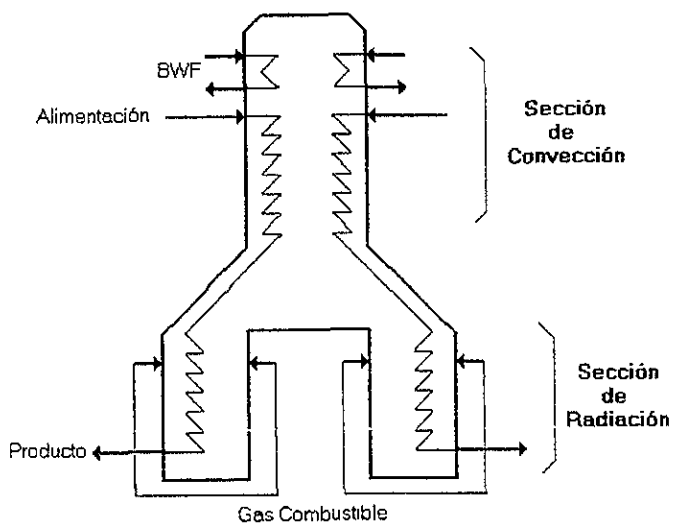 BWF
Alimentación
Sección
de
Convección
Sección
de
Radiación
Producto
Gas Combustible